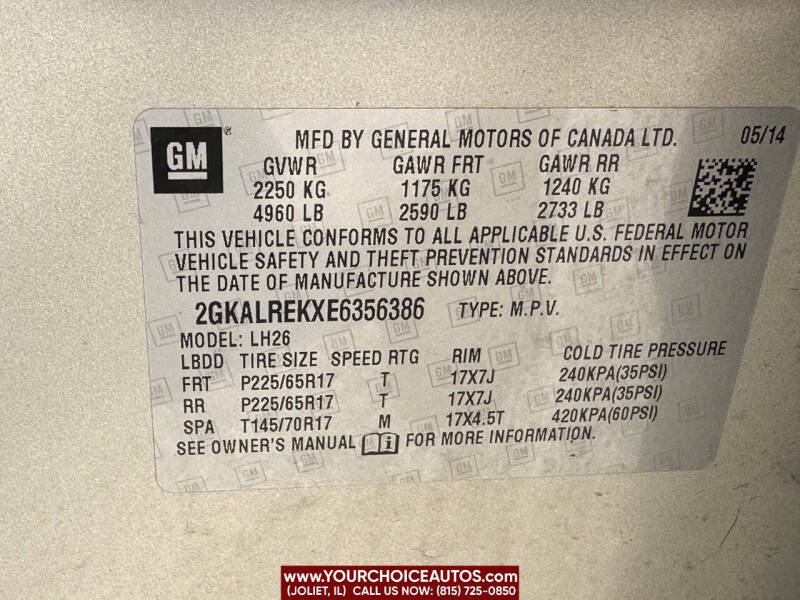 GM
MFD BY GENERAL MOTORS OF CANADA LTD. 05/14
GVWR GAWR FRT GAWR RR
2250 KG 1175 KG 1240 KG
4960 LB 2590 LB 2733 LB
THIS VEHICLE CONFORMS TO ALL APPLICABLE U.S. FEDERAL MOTOR
VEHICLE SAFETY AND THEFT PREVENTION STANDARDS IN EFFECT ON
THE DATE OF MANUFACTURE SHOWN ABOVE.
2GKALREKXE6356386 TYPE: M.P.V.
MODEL: LH26
LBDD TIRE SIZE SPEED RTG RIM COLD TIRE PRESSURE
FRT P225/65R17 T 17X7J 240KPA(35PSI)
RR P225/65R17 T 17X7J 240KPA(35PSI)
SPA T145/70R17 M 17X4.5T 420KPA(60PSI)
SEE OWNER'S MANUAL FOR MORE INFORMATION.
WWW.YOURCHOICEAUTOS.COM
(JOLIET, IL) CALL US NOW: (815) 725-0850